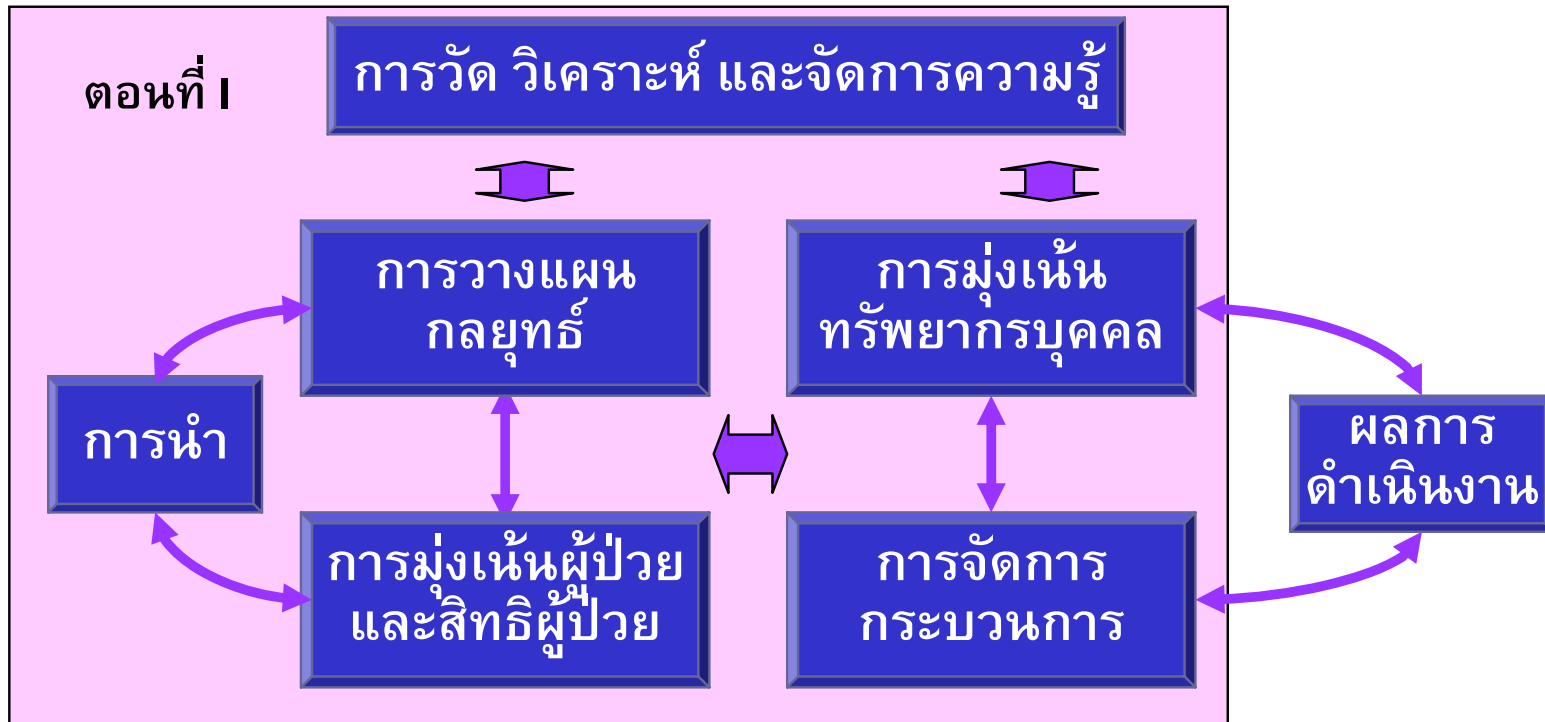 การวัด วิเคราะห์ และจัดการความรู้
ตอนที่ I
การวางแผน
กลยุทธ์
การมุ่งเน้น
ทรัพยากรบุคคล
การนำ
ผลการ
ดำเนินงาน
การมุ่งเน้นผู้ป่วย
และสิทธิผู้ป่วย
การจัดการ
กระบวนการ